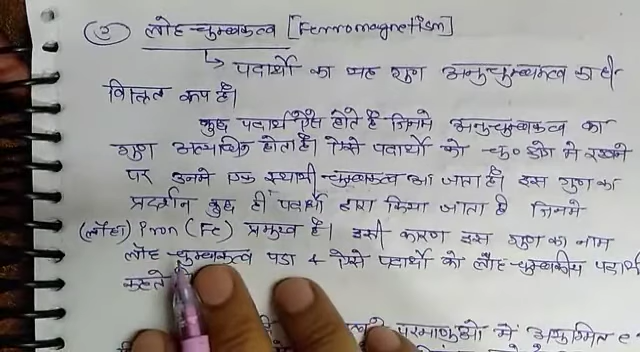 ③ लौह-चुम्बकत्व [Ferromagnetism]
↳ पदार्थो का यह गुण अनुचुम्बकत्व का ही
विकृत रूप है।
कुछ पदार्थ ऐसे होते है जिनमे अनुचुम्बकत्व का
गुण अत्याधिक होता है। ऐसे पदार्थो को चु० क्षेत्र मे रखने
पर उनमे एक स्थायी चुम्बकत्व आ जाता है। इस गुण का
प्रदर्शन कुछ ही पदार्थो द्वारा किया जाता है जिनमे
(लौहा) Iron (Fe) प्रमुख है। इसी कारण इस गुण का नाम
लौह-चुम्बकत्व पडा & ऐसे पदार्थो को लौह-चुम्बकीय पदार्थ
कहते
परमाणुओ में अयुग्मित e